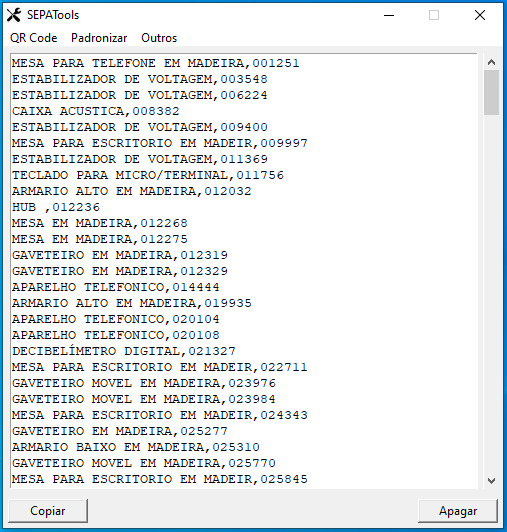 SEPATools
QR Code Padronizar Outros
MESA PARA TELEFONE EM MADEIRA,001251
ESTABILIZADOR DE VOLTAGEM,003548
ESTABILIZADOR DE VOLTAGEM,006224
CAIXA ACUSTICA,008382
ESTABILIZADOR DE VOLTAGEM,009400
MESA PARA ESCRITORIO EM MADEIR,009997
ESTABILIZADOR DE VOLTAGEM,011369
TECLADO PARA MICRO/TERMINAL,011756
ARMARIO ALTO EM MADEIRA,012032
HUB ,012236
MESA EM MADEIRA,012268
MESA EM MADEIRA,012275
GAVETEIRO EM MADEIRA,012319
GAVETEIRO EM MADEIRA,012329
APARELHO TELEFONICO,014444
ARMARIO ALTO EM MADEIRA,019935
APARELHO TELEFONICO,020104
APARELHO TELEFONICO,020108
DECIBELÍMETRO DIGITAL,021327
MESA PARA ESCRITORIO EM MADEIR,022711
GAVETEIRO MOVEL EM MADEIRA,023976
GAVETEIRO MOVEL EM MADEIRA,023984
MESA PARA ESCRITORIO EM MADEIR,024343
GAVETEIRO EM MADEIRA,025277
ARMARIO BAIXO EM MADEIRA,025310
GAVETEIRO MOVEL EM MADEIRA,025770
MESA PARA ESCRITORIO EM MADEIR,025845
Copiar Apagar